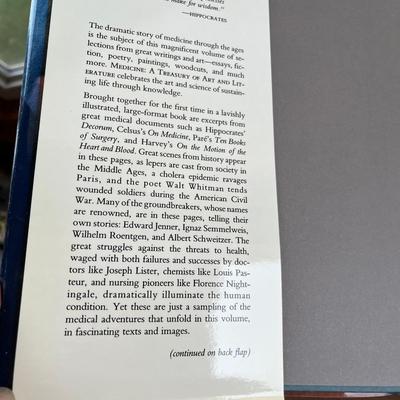 make for wisdom."
—HIPPOCRATES
The dramatic story of medicine through the ages
is the subject of this magnificent volume of se-
lections from great writings and art—essays, fic-
tion, poetry, paintings, woodcuts, and much
more. MEDICINE: A TREASURY OF ART AND LIT-
ERATURE celebrates the art and science of sustain-
ing life through knowledge.
Brought together for the first time in a lavishly
illustrated, large-format book are excerpts from
great medical documents such as Hippocrates'
Decorum, Celsus's On Medicine, Paré's Ten Books
of Surgery, and Harvey's On the Motion of the
Heart and Blood. Great scenes from history appear
in these pages, as lepers are cast from society in
the Middle Ages, a cholera epidemic ravages
Paris, and the poet Walt Whitman tends
wounded soldiers during the American Civil
War. Many of the groundbreakers, whose names
are renowned, are in these pages, telling their
own stories: Edward Jenner, Ignaz Semmelweis,
Wilhelm Roentgen, and Albert Schweitzer. The
great struggles against the threats to health,
waged with both failures and successes by doc-
tors like Joseph Lister, chemists like Louis Pas-
teur, and nursing pioneers like Florence Night-
ingale, dramatically illuminate the human
condition. Yet these are just a sampling of the
medical adventures that unfold in this volume,
in fascinating texts and images.
(continued on back flap)